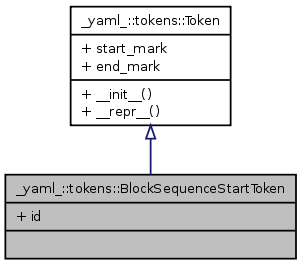 _yaml_::tokens::Token
+ start_mark
+ end_mark
+ __init__()
+ __repr__()
_yaml_::tokens::BlockSequenceStartToken
+ id